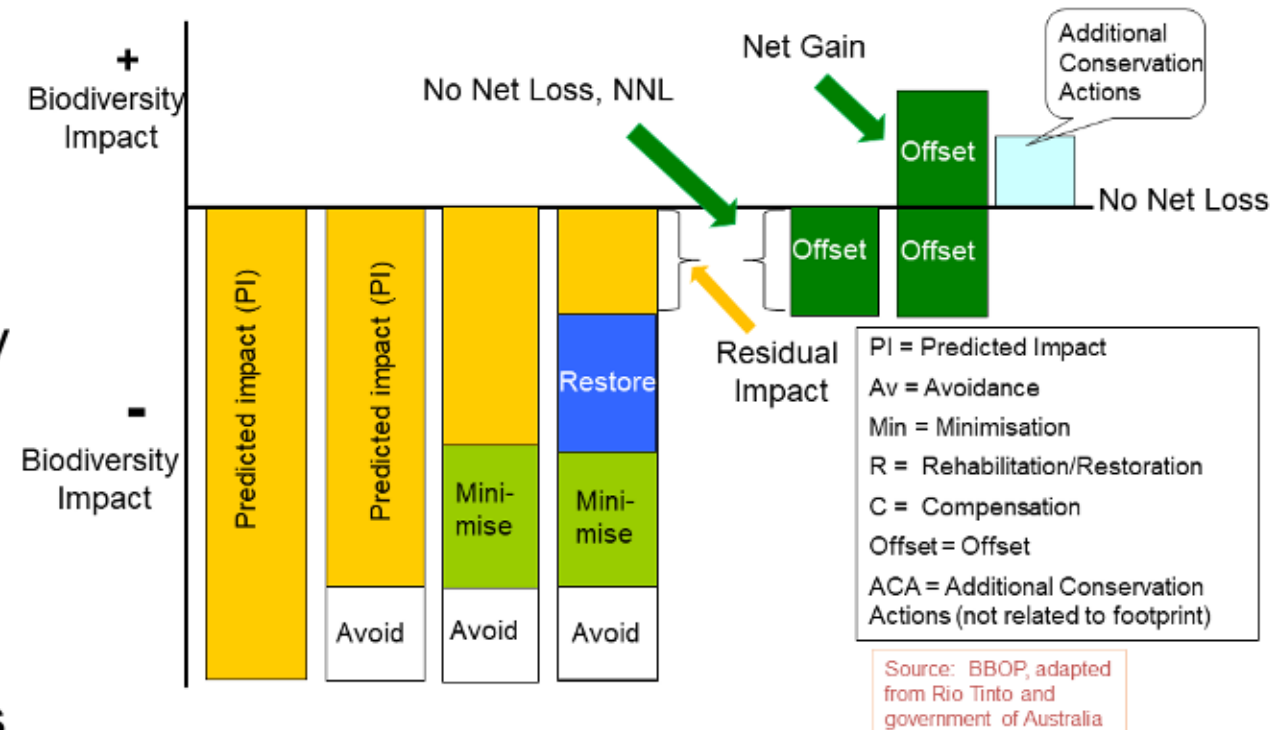 +
Biodiversity
Impact
-
Biodiversity
Impact
No Net Loss, NNL
Net Gain
Additional
Conservation
Actions
No Net Loss
Predicted impact (PI)
Predicted impact (PI)
Avoid
Mini-
mise
Avoid
Restore
Mini-
mise
Avoid
Residual
Impact
Offset
Offset
Offset
PI = Predicted Impact
Av = Avoidance
Min = Minimisation
R = Rehabilitation/Restoration
C = Compensation
Offset = Offset
ACA = Additional Conservation
Actions (not related to footprint)
Source: BBOP, adapted
from Rio Tinto and
government of Australia
y
s